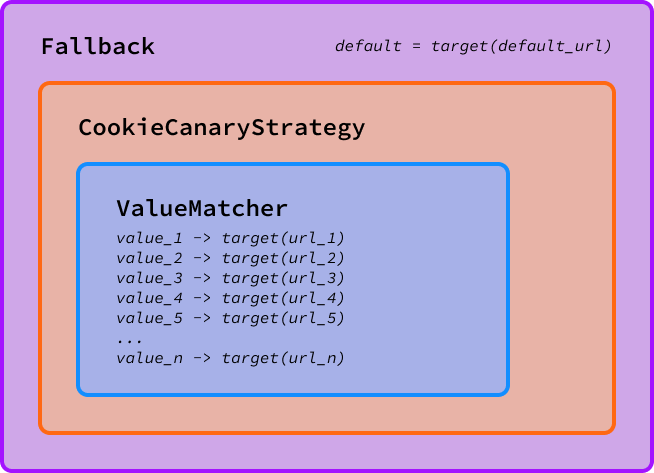 Fallback
default = target(default_url)
CookieCanaryStrategy
ValueMatcher
value_1 -> target(url_1)
value_2 -> target(url_2)
value_3 -> target(url_3)
value_4 -> target(url_4)
value_5 -> target(url_5)
...
value_n -> target(url_n)